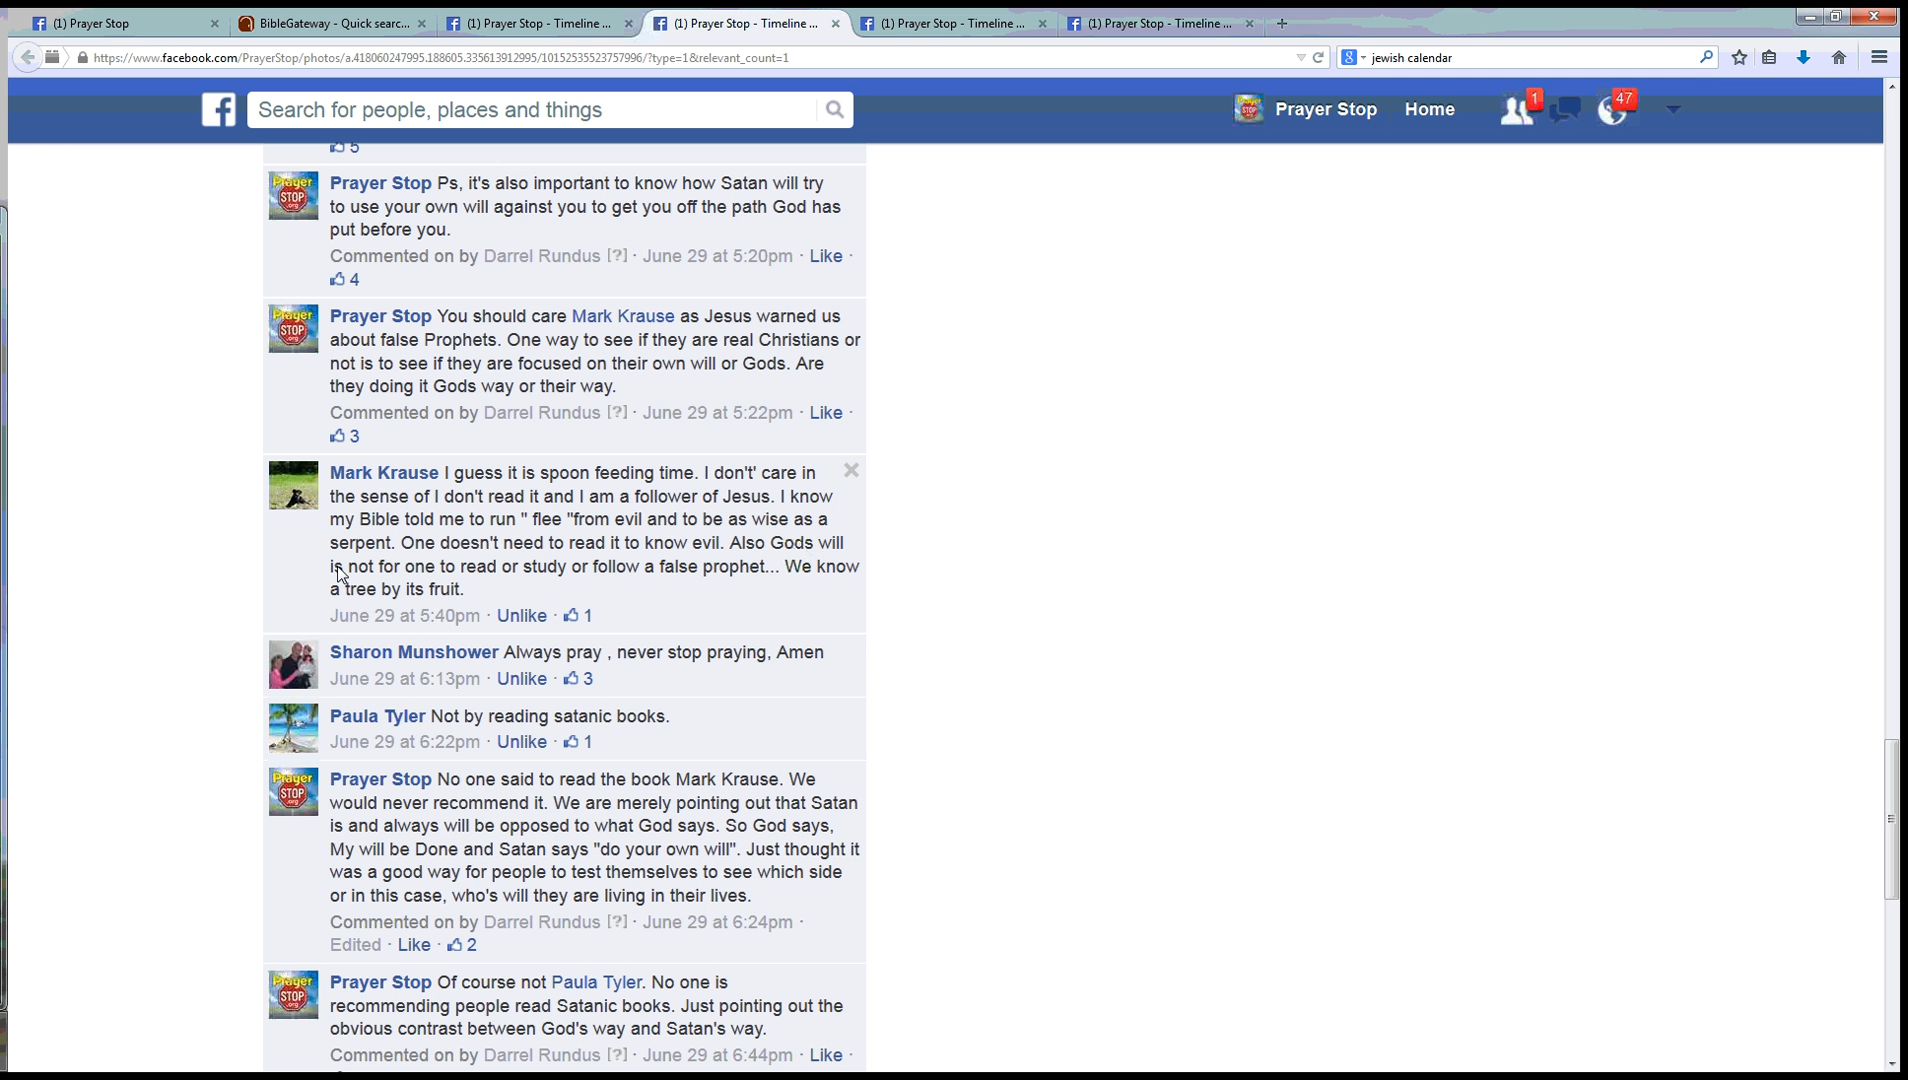 (1) Prayer Stop
BibleGateway - Quick searc...
(1) Prayer Stop - Timeline ...
(1) Prayer Stop - Timeline ...
(1) Prayer Stop - Timeline ...
(1) Prayer Stop - Timeline ...
https://www.facebook.com/PrayerStop/photos/a.418060247995.188605.335613912995/10152535523757996/?type=1&relevant_count=1
jewish calendar
Search for people, places and things
Prayer Stop
Home
1
47
5
Prayer Stop Ps, it's also important to know how Satan will try
to use your own will against you to get you off the path God has
put before you.
Commented on by Darrel Rundus [?] · June 29 at 5:20pm · Like ·
4
Prayer Stop You should care Mark Krause as Jesus warned us
about false Prophets. One way to see if they are real Christians or
not is to see if they are focused on their own will or Gods. Are
they doing it Gods way or their way.
Commented on by Darrel Rundus [?] · June 29 at 5:22pm · Like ·
3
Mark Krause I guess it is spoon feeding time. I don't' care in
the sense of I don't read it and I am a follower of Jesus. I know
my Bible told me to run " flee "from evil and to be as wise as a
serpent. One doesn't need to read it to know evil. Also Gods will
is not for one to read or study or follow a false prophet... We know
a tree by its fruit.
June 29 at 5:40pm · Unlike · 1
Sharon Munshower Always pray , never stop praying, Amen
June 29 at 6:13pm · Unlike · 3
Paula Tyler Not by reading satanic books.
June 29 at 6:22pm · Unlike · 1
Prayer Stop No one said to read the book Mark Krause. We
would never recommend it. We are merely pointing out that Satan
is and always will be opposed to what God says. So God says,
My will be Done and Satan says "do your own will". Just thought it
was a good way for people to test themselves to see which side
or in this case, who's will they are living in their lives.
Commented on by Darrel Rundus [?] · June 29 at 6:24pm ·
Edited · Like · 2
Prayer Stop Of course not Paula Tyler. No one is
recommending people read Satanic books. Just pointing out the
obvious contrast between God's way and Satan's way.
Commented on by Darrel Rundus [?] · June 29 at 6:44pm · Like ·